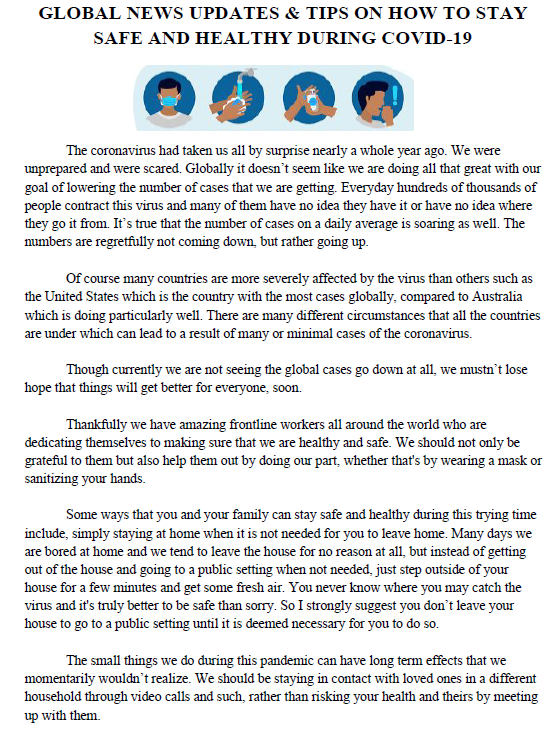 GLOBAL NEWS UPDATES & TIPS ON HOW TO STAY
SAFE AND HEALTHY DURING COVID-19
The coronavirus had taken us all by surprise nearly a whole year ago. We were
unprepared and were scared. Globally it doesn’t seem like we are doing all that great with our
goal of lowering the number of cases that we are getting. Everyday hundreds of thousands of
people contract this virus and many of them have no idea they have it or have no idea where
they go it from. It’s true that the number of cases on a daily average is soaring as well. The
numbers are regretfully not coming down, but rather going up.
Of course many countries are more severely affected by the virus than others such as
the United States which is the country with the most cases globally, compared to Australia
which is doing particularly well. There are many different circumstances that all the countries
are under which can lead to a result of many or minimal cases of the coronavirus.
Though currently we are not seeing the global cases go down at all, we mustn’t lose
hope that things will get better for everyone, soon.
Thankfully we have amazing frontline workers all around the world who are
dedicating themselves to making sure that we are healthy and safe. We should not only be
grateful to them but also help them out by doing our part, whether that's by wearing a mask or
sanitizing your hands.
Some ways that you and your family can stay safe and healthy during this trying time
include, simply staying at home when it is not needed for you to leave home. Many days we
are bored at home and we tend to leave the house for no reason at all, but instead of getting
out of the house and going to a public setting when not needed, just step outside of your
house for a few minutes and get some fresh air. You never know where you may catch the
virus and it's truly better to be safe than sorry. So I strongly suggest you don’t leave your
house to go to a public setting until it is deemed necessary for you to do so.
The small things we do during this pandemic can have long term effects that we
momentarily wouldn’t realize. We should be staying in contact with loved ones in a different
household through video calls and such, rather than risking your health and theirs by meeting
up with them.